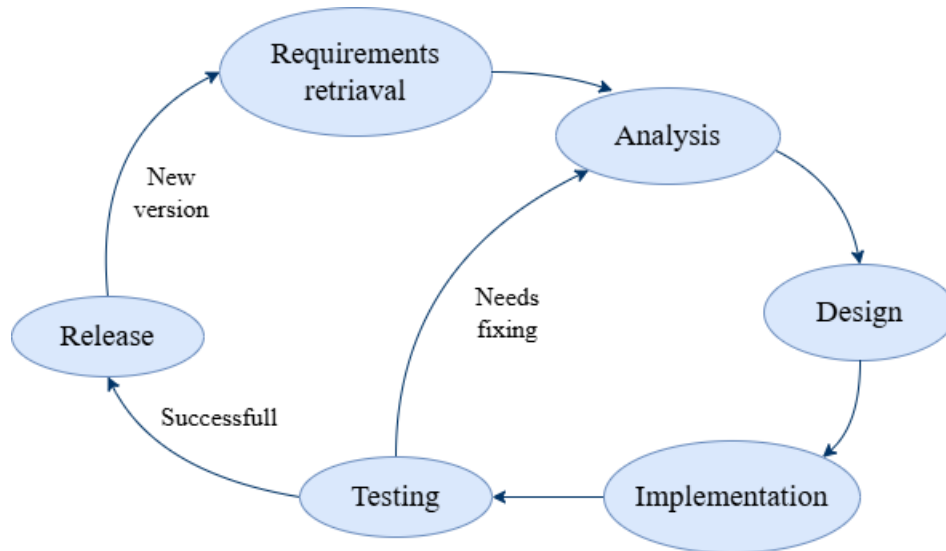 Requirements
retriaval
Analysis
New
version
Needs
fixing
Design
Release
Successfull
Testing
Implementation